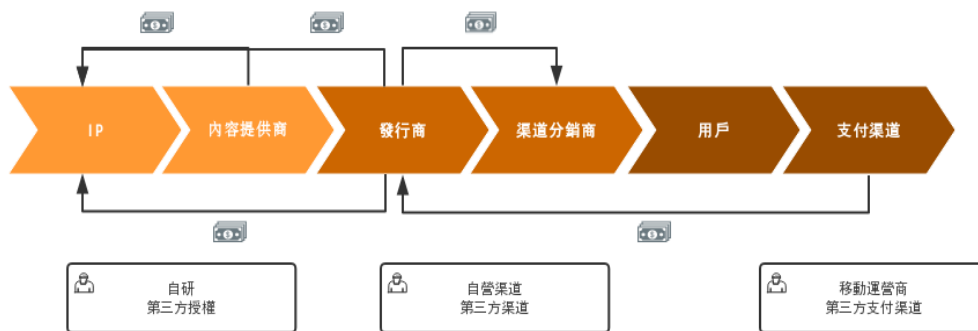 IP
內容提供商
發行商
渠道分銷商
用戶
支付渠道
自研
第三方授權
自營渠道
第三方渠道
移動運營商
第三方支付渠道